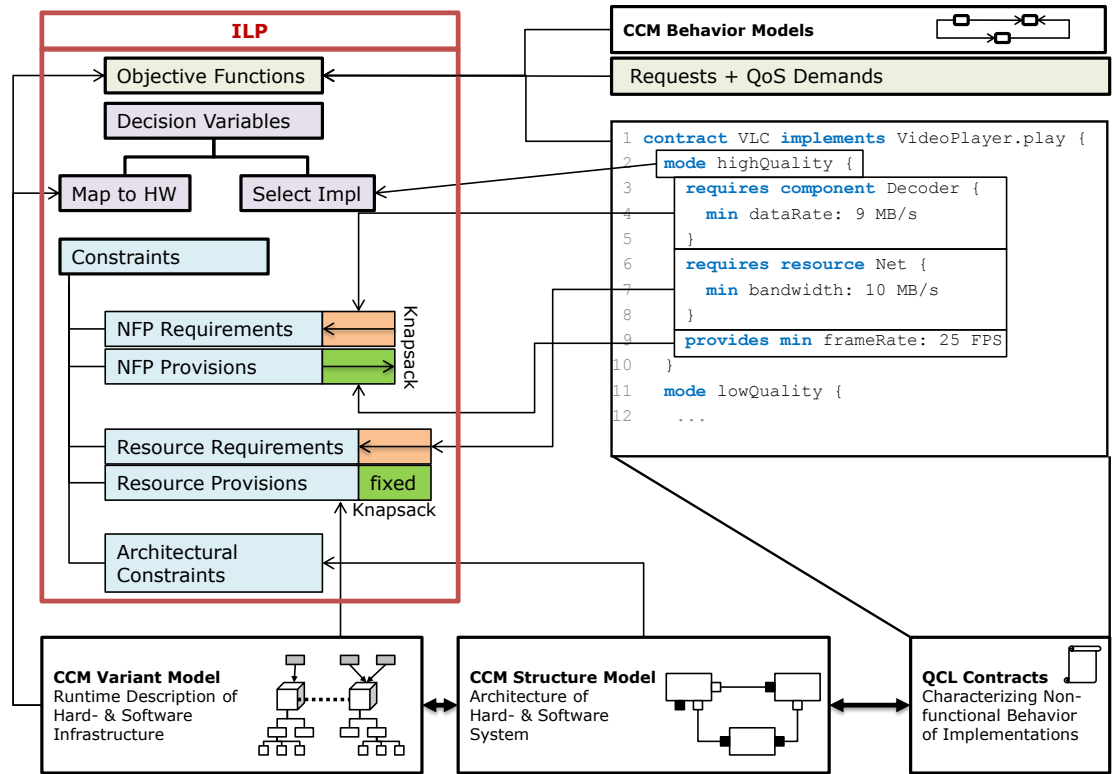 ILP
Objective Functions
Decision Variables
Map to HW
Select Impl
Constraints
NFP Requirements
NFP Provisions
Knapsack
Resource Requirements
Resource Provisions
fixed
Knapsack
Architectural
Constraints
CCM Behavior Models
Requests + QoS Demands
1 contract VLC implements VideoPlayer.play {
2 mode highQuality {
3 requires component Decoder {
4 min dataRate: 9 MB/s
5 }
6 requires resource Net {
7 min bandwidth: 10 MB/s
8 }
9 provides min frameRate: 25 FPS
10 }
11 mode lowQuality {
12 ...
CCM Variant Model
Runtime Description of
Hard- & Software
Infrastructure
CCM Structure Model
Architecture of
Hard- & Software
System
QCL Contracts
Characterizing Non-
functional Behavior
of Implementations